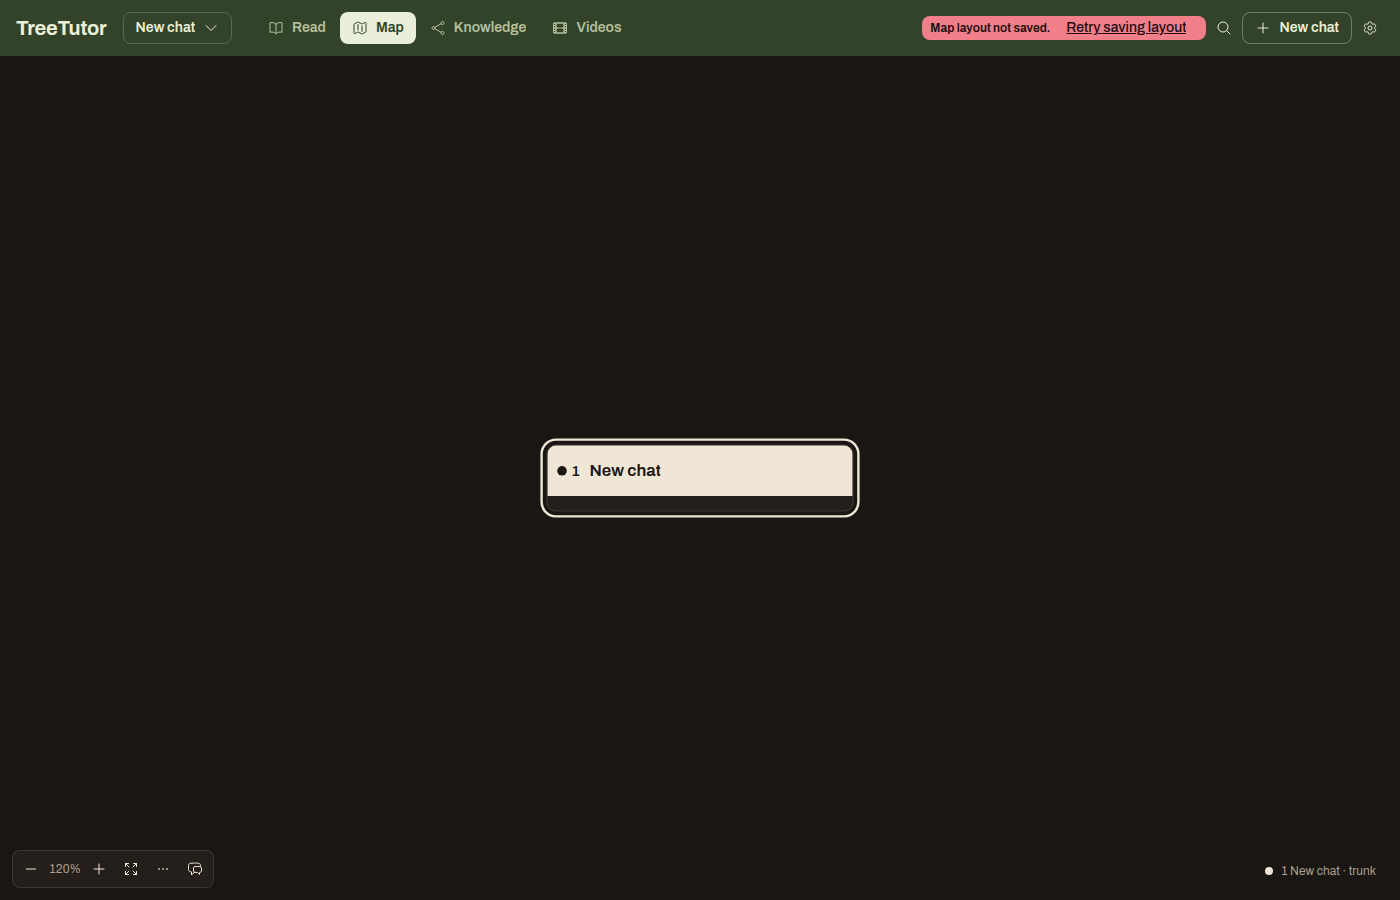 TreeTutor New chat Read Map Knowledge Videos Map layout not saved. Retry saving layout New chat
1 New chat
120% 1 New chat · trunk